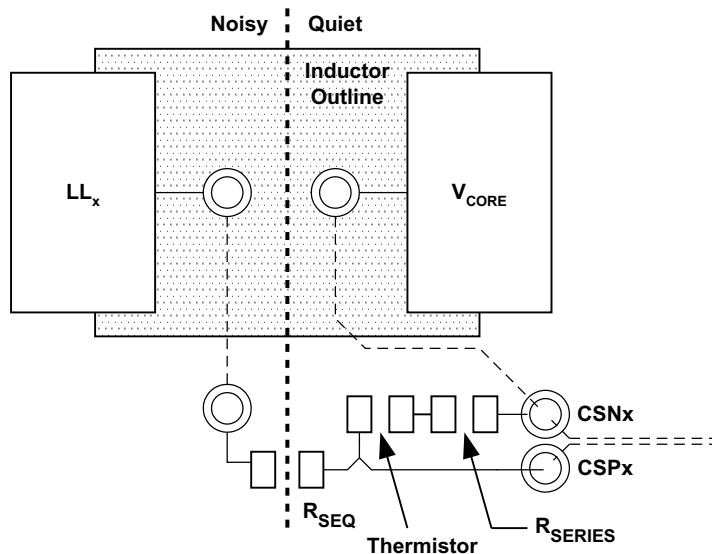 Noisy Quiet
Inductor
Outline
LLx
VCORE
CSNx
CSPx
RSEQ
RSERIES
Thermistor